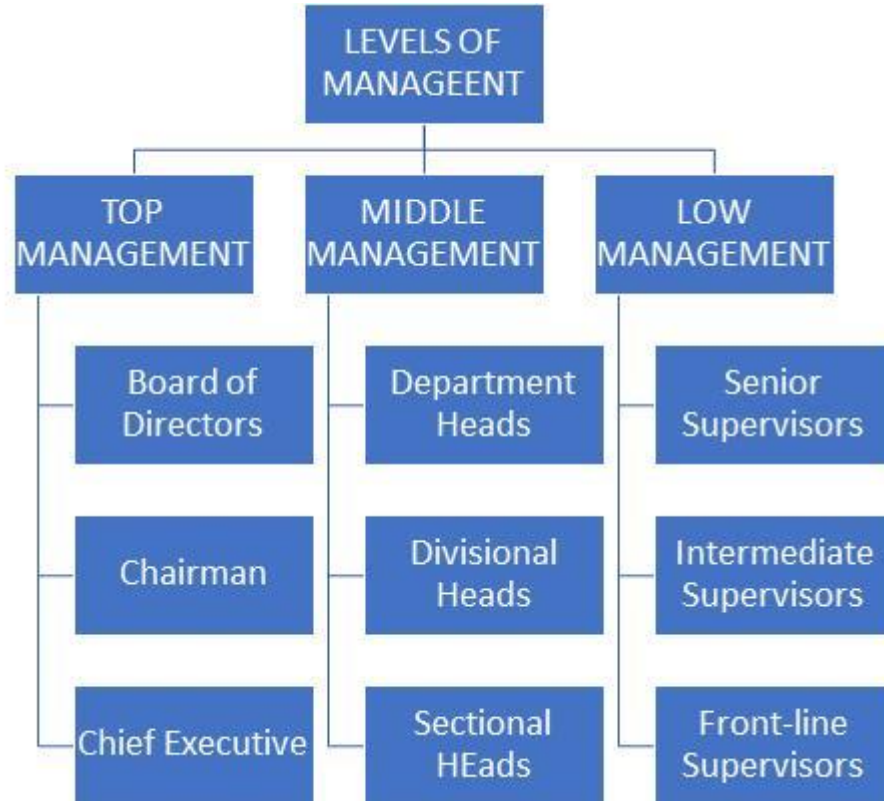 LEVELS OF
MANAGEENT
TOP
MANAGEMENT
MIDDLE
MANAGEMENT
LOW
MANAGEMENT
Board of
Directors
Department
Heads
Senior
Supervisors
Chairman
Divisional
Heads
Intermediate
Supervisors
Chief Executive
Sectional
HEads
Front-line
Supervisors